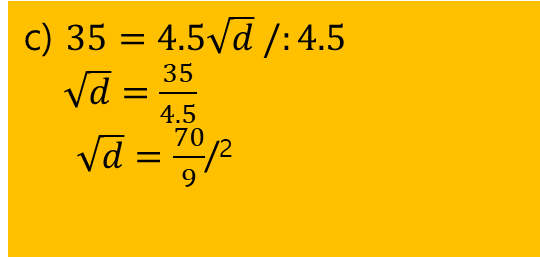 c) 35 = 4.5√d /: 4.5
√d = 35/4.5
√d = 70/9 /²